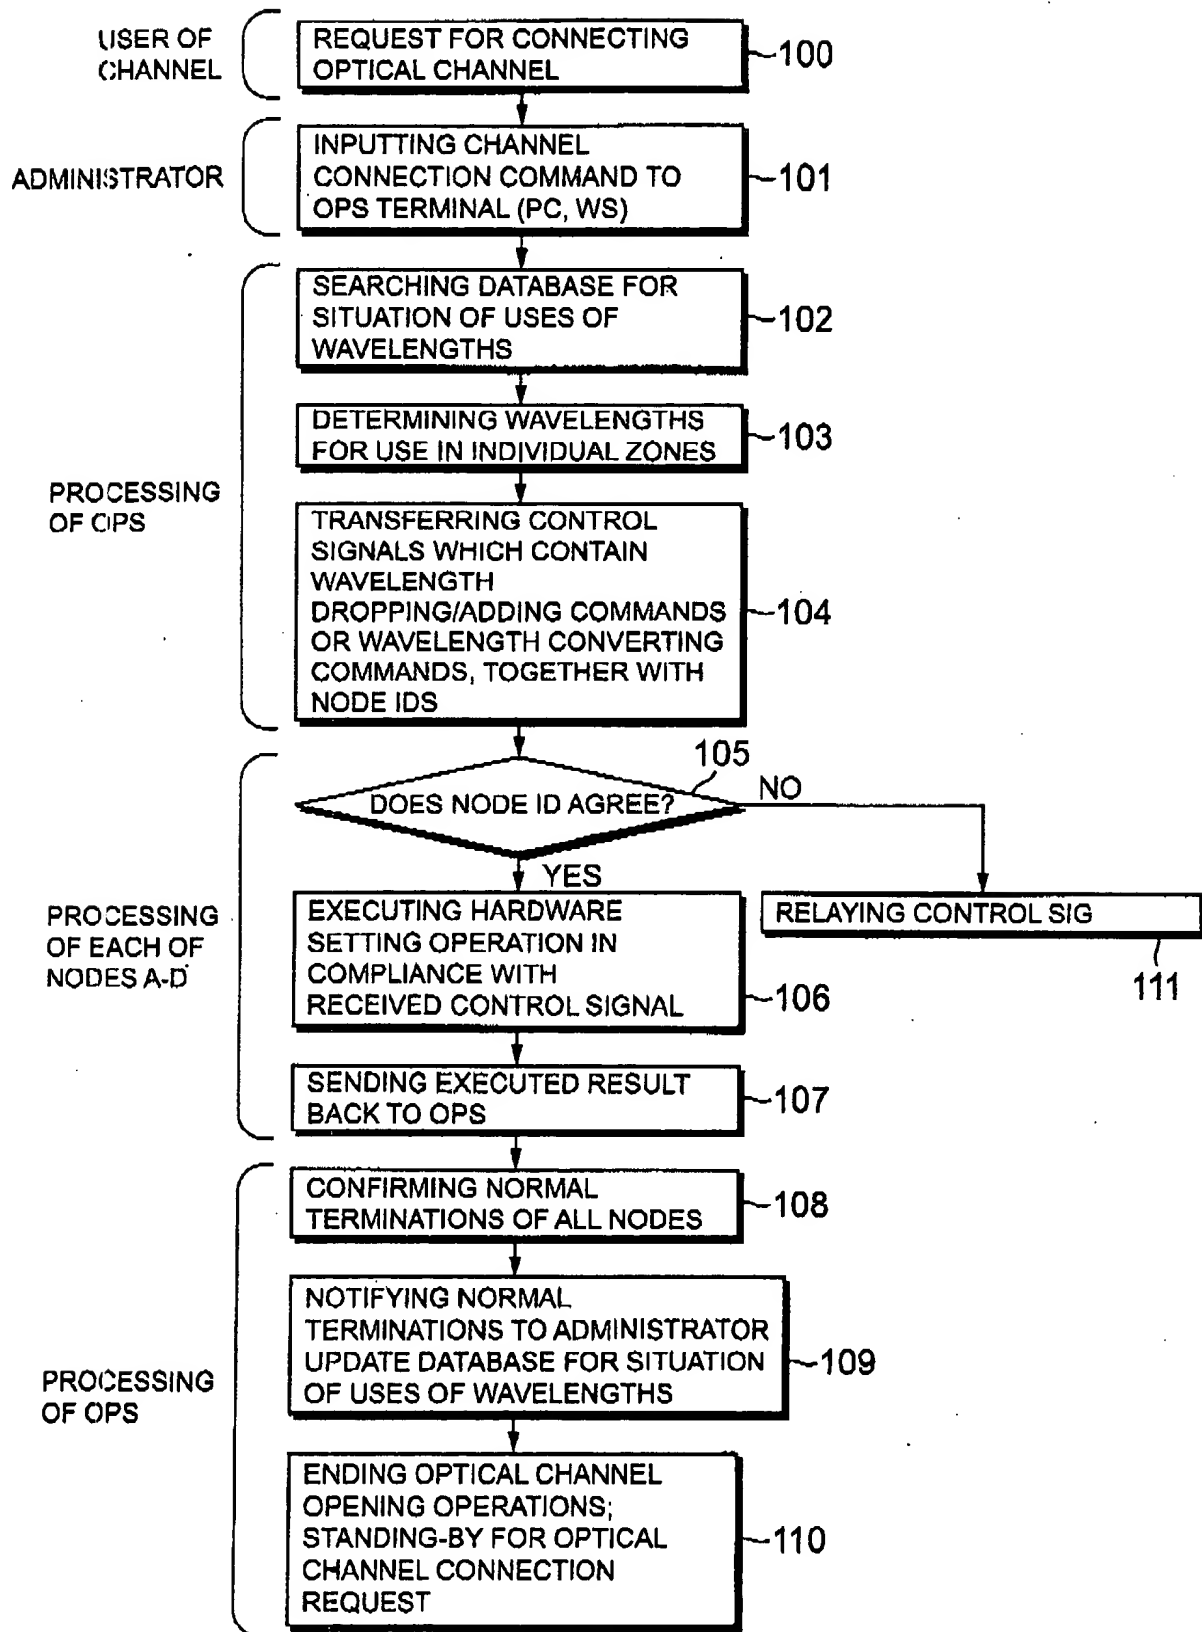 USER OF
CHANNEL
REQUEST FOR CONNECTING
OPTICAL CHANNEL
100
ADMINISTRATOR
INPUTTING CHANNEL
CONNECTION COMMAND TO
OPS TERMINAL (PC, WS)
101
PROCESSING
OF OPS
SEARCHING DATABASE FOR
SITUATION OF USES OF
WAVELENGTHS
102
DETERMINING WAVELENGTHS
FOR USE IN INDIVIDUAL ZONES
103
TRANSFERRING CONTROL
SIGNALS WHICH CONTAIN
WAVELENGTH
DROPPING/ADDING COMMANDS
OR WAVELENGTH CONVERTING
COMMANDS, TOGETHER WITH
NODE IDS
104
PROCESSING
OF EACH OF
NODES A-D
DOES NODE ID AGREE?
105
NO
YES
EXECUTING HARDWARE
SETTING OPERATION IN
COMPLIANCE WITH
RECEIVED CONTROL SIGNAL
106
RELAYING CONTROL SIG
111
SENDING EXECUTED RESULT
BACK TO OPS
107
PROCESSING
OF OPS
CONFIRMING NORMAL
TERMINATIONS OF ALL NODES
108
NOTIFYING NORMAL
TERMINATIONS TO ADMINISTRATOR
UPDATE DATABASE FOR SITUATION
OF USES OF WAVELENGTHS
109
ENDING OPTICAL CHANNEL
OPENING OPERATIONS;
STANDING-BY FOR OPTICAL
CHANNEL CONNECTION
REQUEST
110